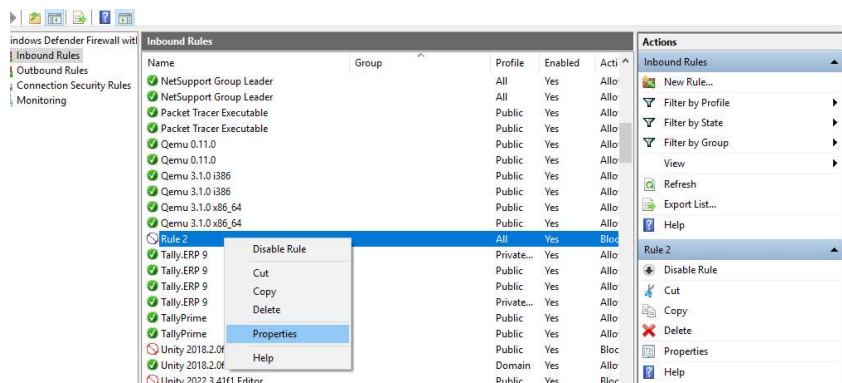 indows Defender Firewall witl
Inbound Rules
Outbound Rules
Connection Security Rules
Monitoring
Inbound Rules
Name Group Profile Enabled Acti
NetSupport Group Leader All Yes Allo
NetSupport Group Leader All Yes Allo
Packet Tracer Executable Public Yes Allo
Packet Tracer Executable Public Yes Allo
Qemu 0.11.0 Public Yes Allo
Qemu 0.11.0 Public Yes Allo
Qemu 3.1.0 i386 Public Yes Allo
Qemu 3.1.0 i386 Public Yes Allo
Qemu 3.1.0 x86_64 Public Yes Allo
Qemu 3.1.0 x86_64 Public Yes Allo
Rule 2 All Yes Bloc
Tally.ERP 9 Private... Yes Allo
Tally.ERP 9 Public Yes Allo
Tally.ERP 9 Public Yes Allo
Tally.ERP 9 Private... Yes Allo
TallyPrime Public Yes Allo
TallyPrime Public Yes Allo
Unity 2018.2.0f Public Yes Bloc
Unity 2018.2.0f Domain Yes Allo
Unity 2022.3.41f1 Editor Public Yes Bloc
Disable Rule
Cut
Copy
Delete
Properties
Help
Actions
Inbound Rules
New Rule...
Filter by Profile
Filter by State
Filter by Group
View
Refresh
Export List...
Help
Rule 2
Disable Rule
Cut
Copy
Delete
Properties
Help